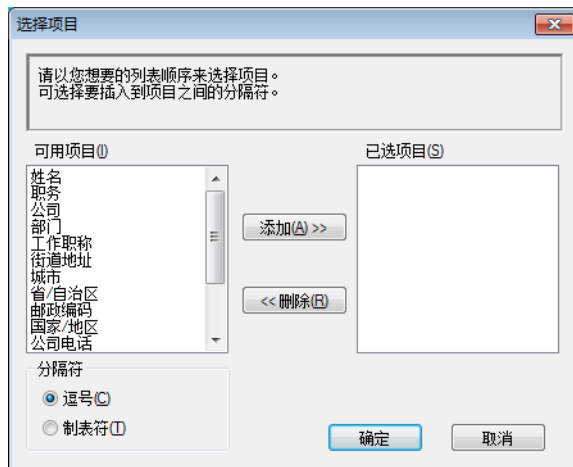 选择项目
请以您想要的列表顺序来选择项目。
可选择要插入到项目之间的分隔符。
可用项目(I)
已选项目(S)
姓名
职务
公司
部门
工作职称
街道地址
城市
省/自治区
邮政编码
国家/地区
公司电话
添加(A) >>
<< 删除(R)
分隔符
逗号(C)
制表符(T)
确定
取消